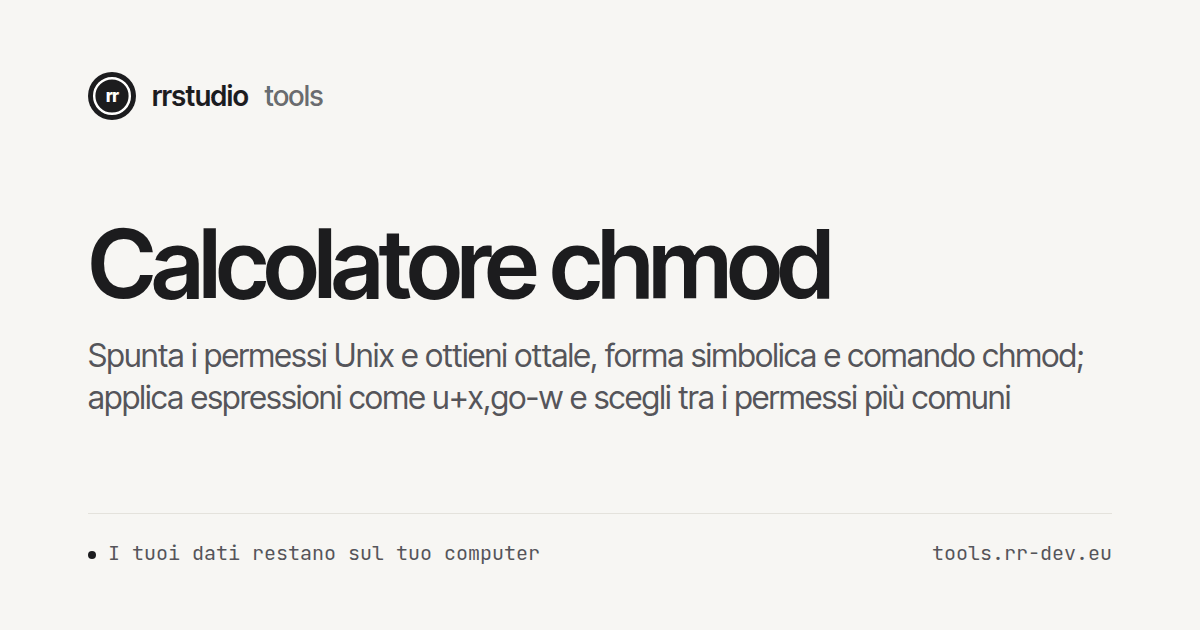 rr rrstudio tools
Calcolatore chmod
Spunta i permessi Unix e ottieni ottale, forma simbolica e comando chmod;
applica espressioni come u+x,go-w e scegli tra i permessi più comuni
I tuoi dati restano sul tuo computer
tools.rr-dev.eu